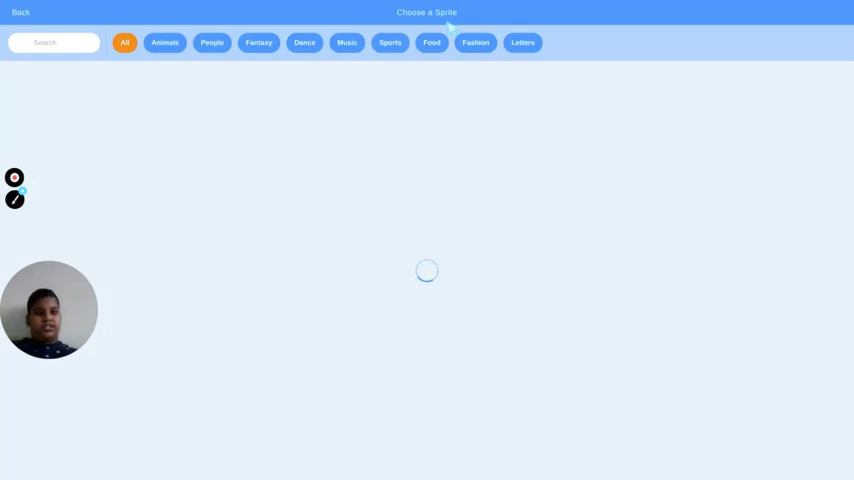 Back
Choose a Sprite
Search
All
Animals
People
Fantasy
Dance
Music
Sports
Food
Fashion
Letters